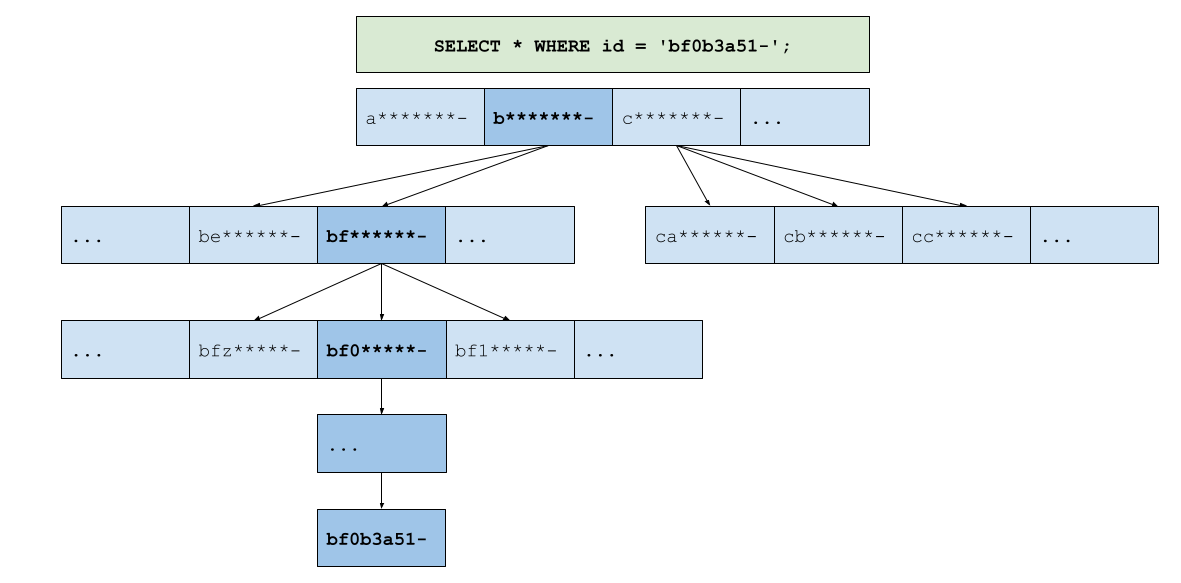 SELECT * WHERE id = 'bf0b3a51-';
a*******- b*******- c*******- ...
... be******- bf******- ... ca******- cb******- cc******- ...
... bfz*****- bf0*****- bf1*****- ...
...
bf0b3a51-